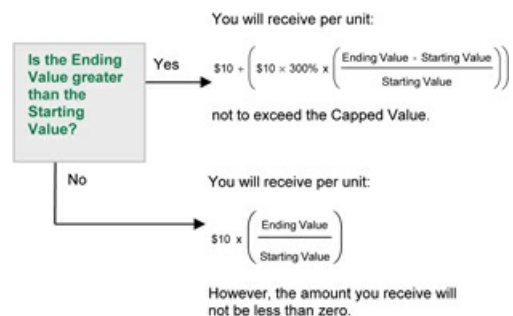 You will receive per unit:
Is the Ending
Value greater
than the
Starting
Value?
Yes
$10 + ( $10 × 300% x ( Ending Value - Starting Value / Starting Value ) )
not to exceed the Capped Value.
No
You will receive per unit:
$10 x ( Ending Value / Starting Value )
However, the amount you receive will
not be less than zero.